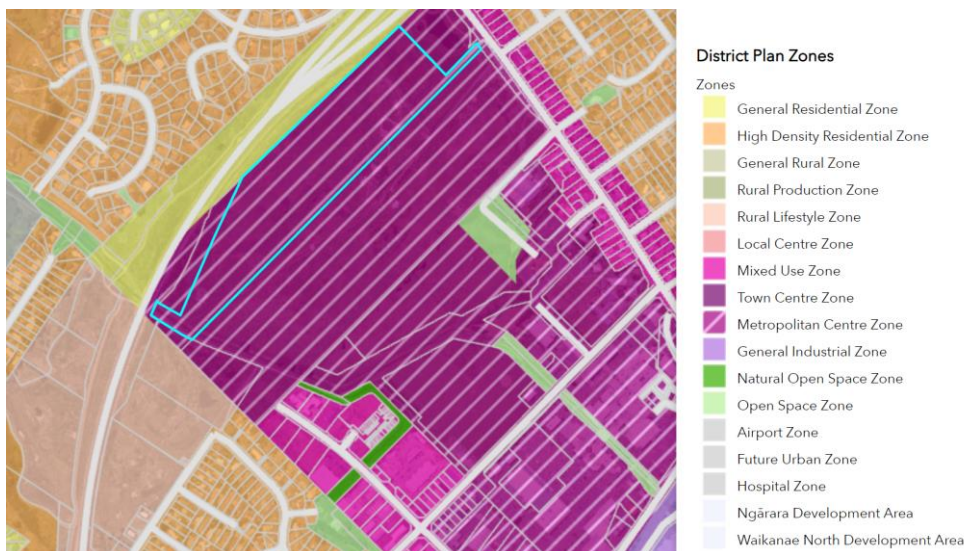 District Plan Zones
Zones
General Residential Zone
High Density Residential Zone
General Rural Zone
Rural Production Zone
Rural Lifestyle Zone
Local Centre Zone
Mixed Use Zone
Town Centre Zone
Metropolitan Centre Zone
General Industrial Zone
Natural Open Space Zone
Open Space Zone
Airport Zone
Future Urban Zone
Hospital Zone
Ngārara Development Area
Waikanae North Development Area